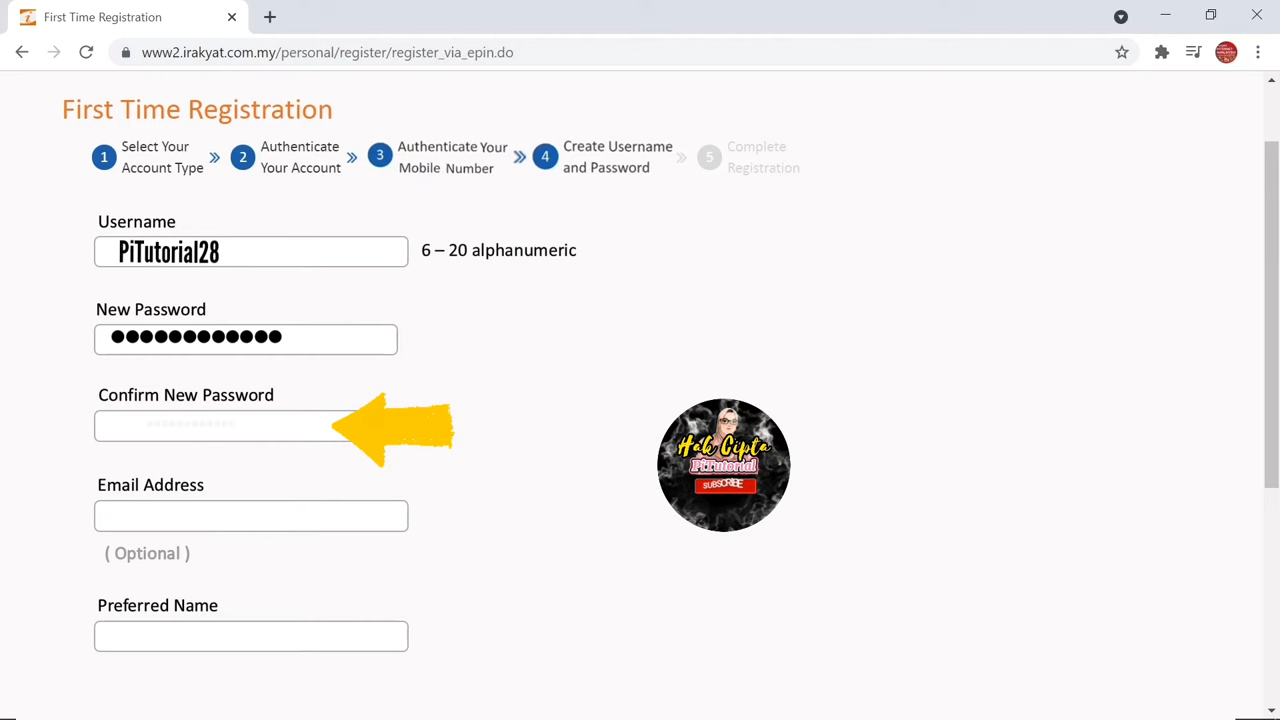 First Time Registration
www2.irakyat.com.my/personal/register/register_via_epin.do
First Time Registration
1 Select Your Account Type » 2 Authenticate Your Account » 3 Authenticate Your Mobile Number » 4 Create Username and Password » 5 Complete Registration
Username
PiTutorial28
6 – 20 alphanumeric
New Password
●●●●●●●●●●●●
Confirm New Password
Hak Cipta
PiTutorial
SUBSCRIBE
Email Address
( Optional )
Preferred Name